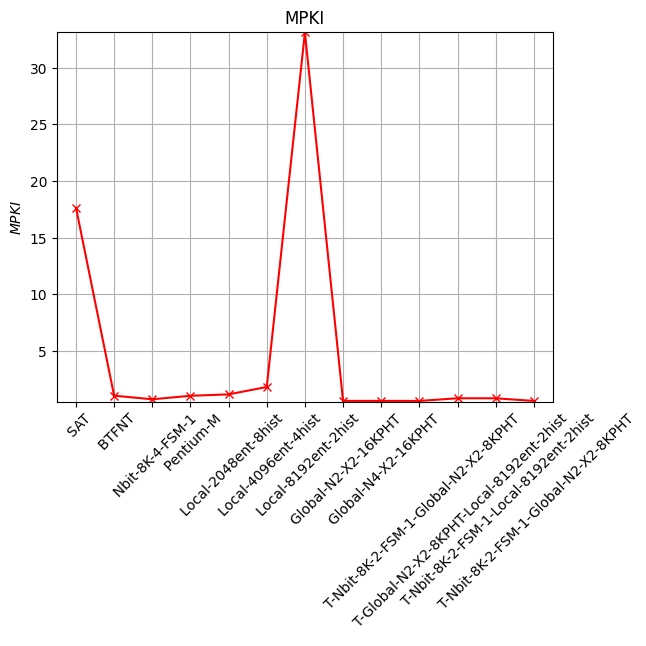 MPKI
MPKI
30
25
20
15
10
5
SAT
BTFNT
Nbit-8K-4-FSM-1
Pentium-M
Local-2048ent-8hist
Local-4096ent-4hist
Local-8192ent-2hist
Global-N2-X2-16KPHT
Global-N4-X2-16KPHT
T-Nbit-8K-2-FSM-1-Global-N2-X2-8KPHT
T-Global-N2-X2-8KPHT-Local-8192ent-2hist
T-Nbit-8K-2-FSM-1-Local-8192ent-2hist
T-Nbit-8K-2-FSM-1-Global-N2-X2-8KPHT